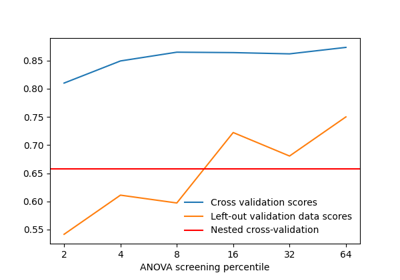 0.85
0.80
0.75
0.70
0.65
0.60
0.55
Cross validation scores
Left-out validation data scores
Nested cross-validation
2 4 8 16 32 64
ANOVA screening percentile